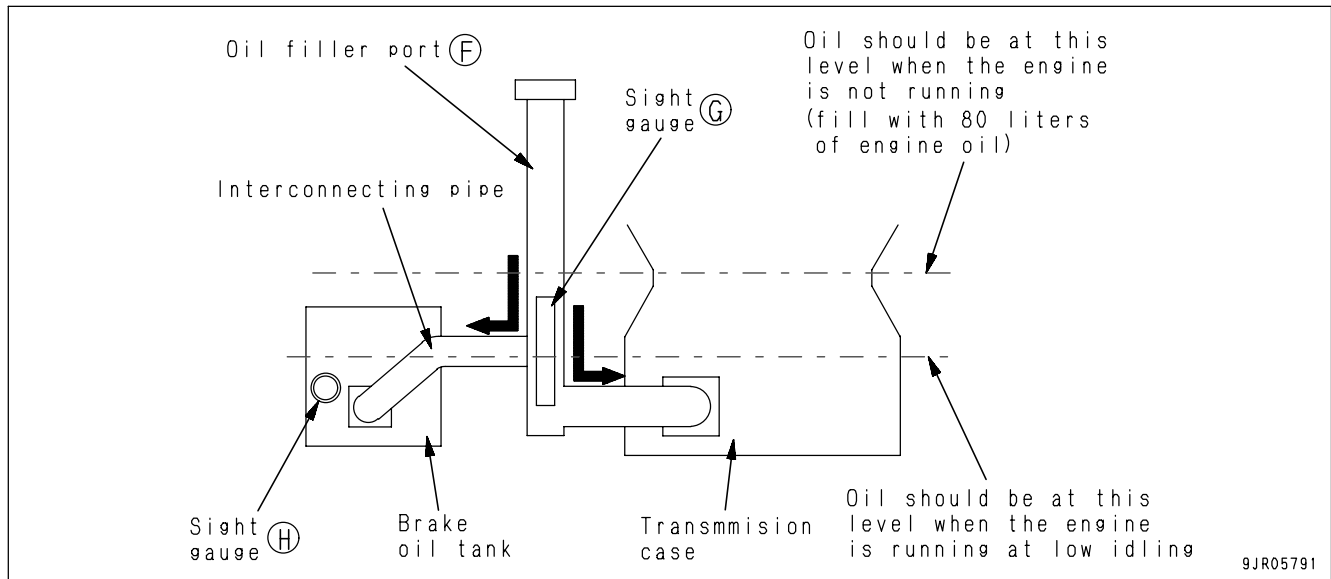 Oil filler port Ⓕ
Sight
gauge Ⓖ
Oil should be at this
level when the engine
is not running
(fill with 80 liters
of engine oil)
Interconnecting pipe
Sight
gauge Ⓗ
Brake
oil tank
Transmmision
case
Oil should be at this
level when the engine
is running at low idling
9JR05791